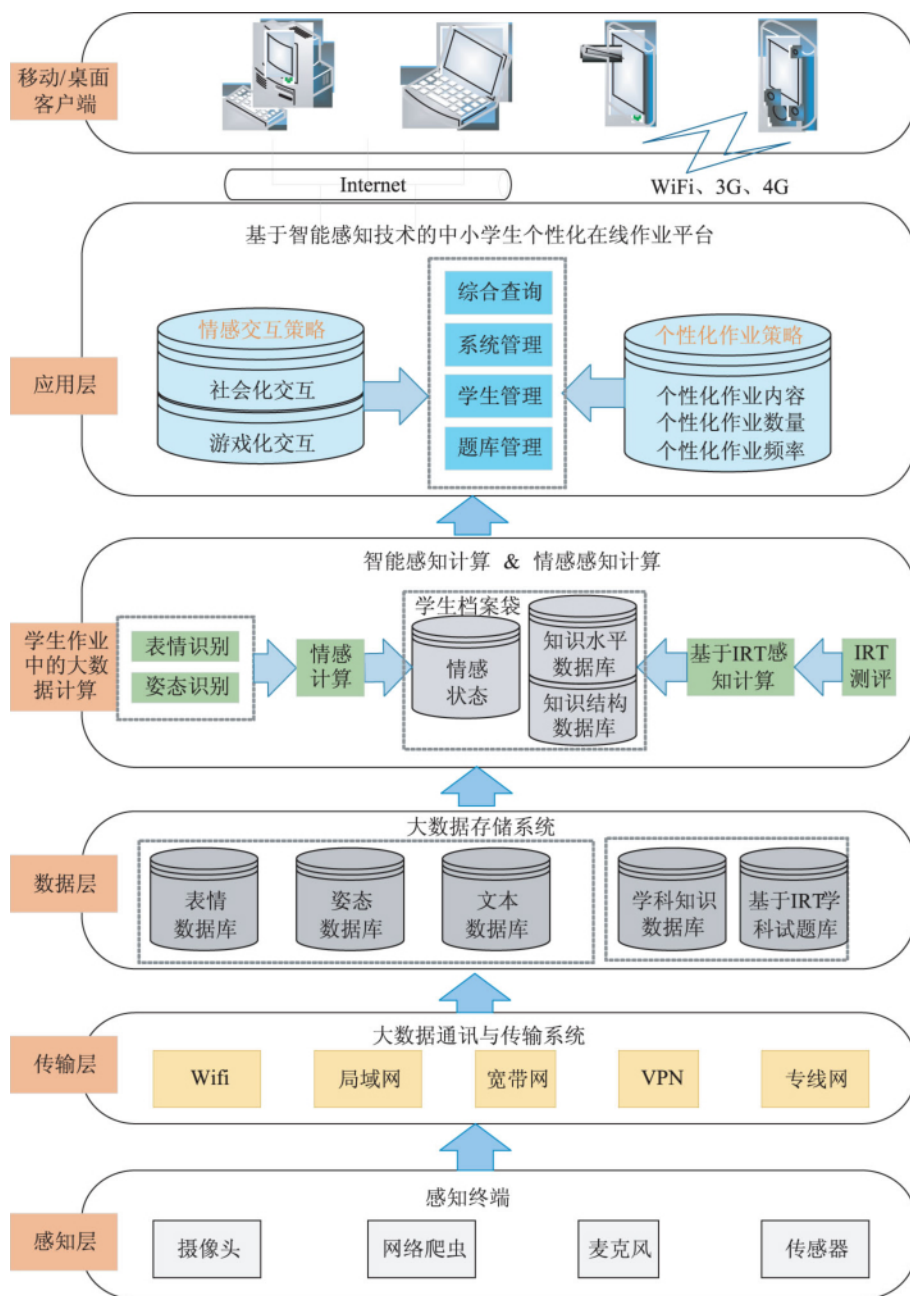 移动/桌面
客户端
Internet
WiFi、3G、4G
基于智能感知技术的中小学生个性化在线作业平台
应用层
情感交互策略
社会化交互
游戏化交互
综合查询
系统管理
学生管理
题库管理
个性化作业策略
个性化作业内容
个性化作业数量
个性化作业频率
智能感知计算 & 情感感知计算
学生作业
中的大数
据计算
表情识别
姿态识别
情感
计算
学生档案袋
情感
状态
知识水平
数据库
知识结构
数据库
基于IRT感
知计算
IRT
测评
大数据存储系统
数据层
表情
数据库
姿态
数据库
文本
数据库
学科知识
数据库
基于IRT学
科试题库
大数据通讯与传输系统
传输层
Wifi
局域网
宽带网
VPN
专线网
感知终端
感知层
摄像头
网络爬虫
麦克风
传感器